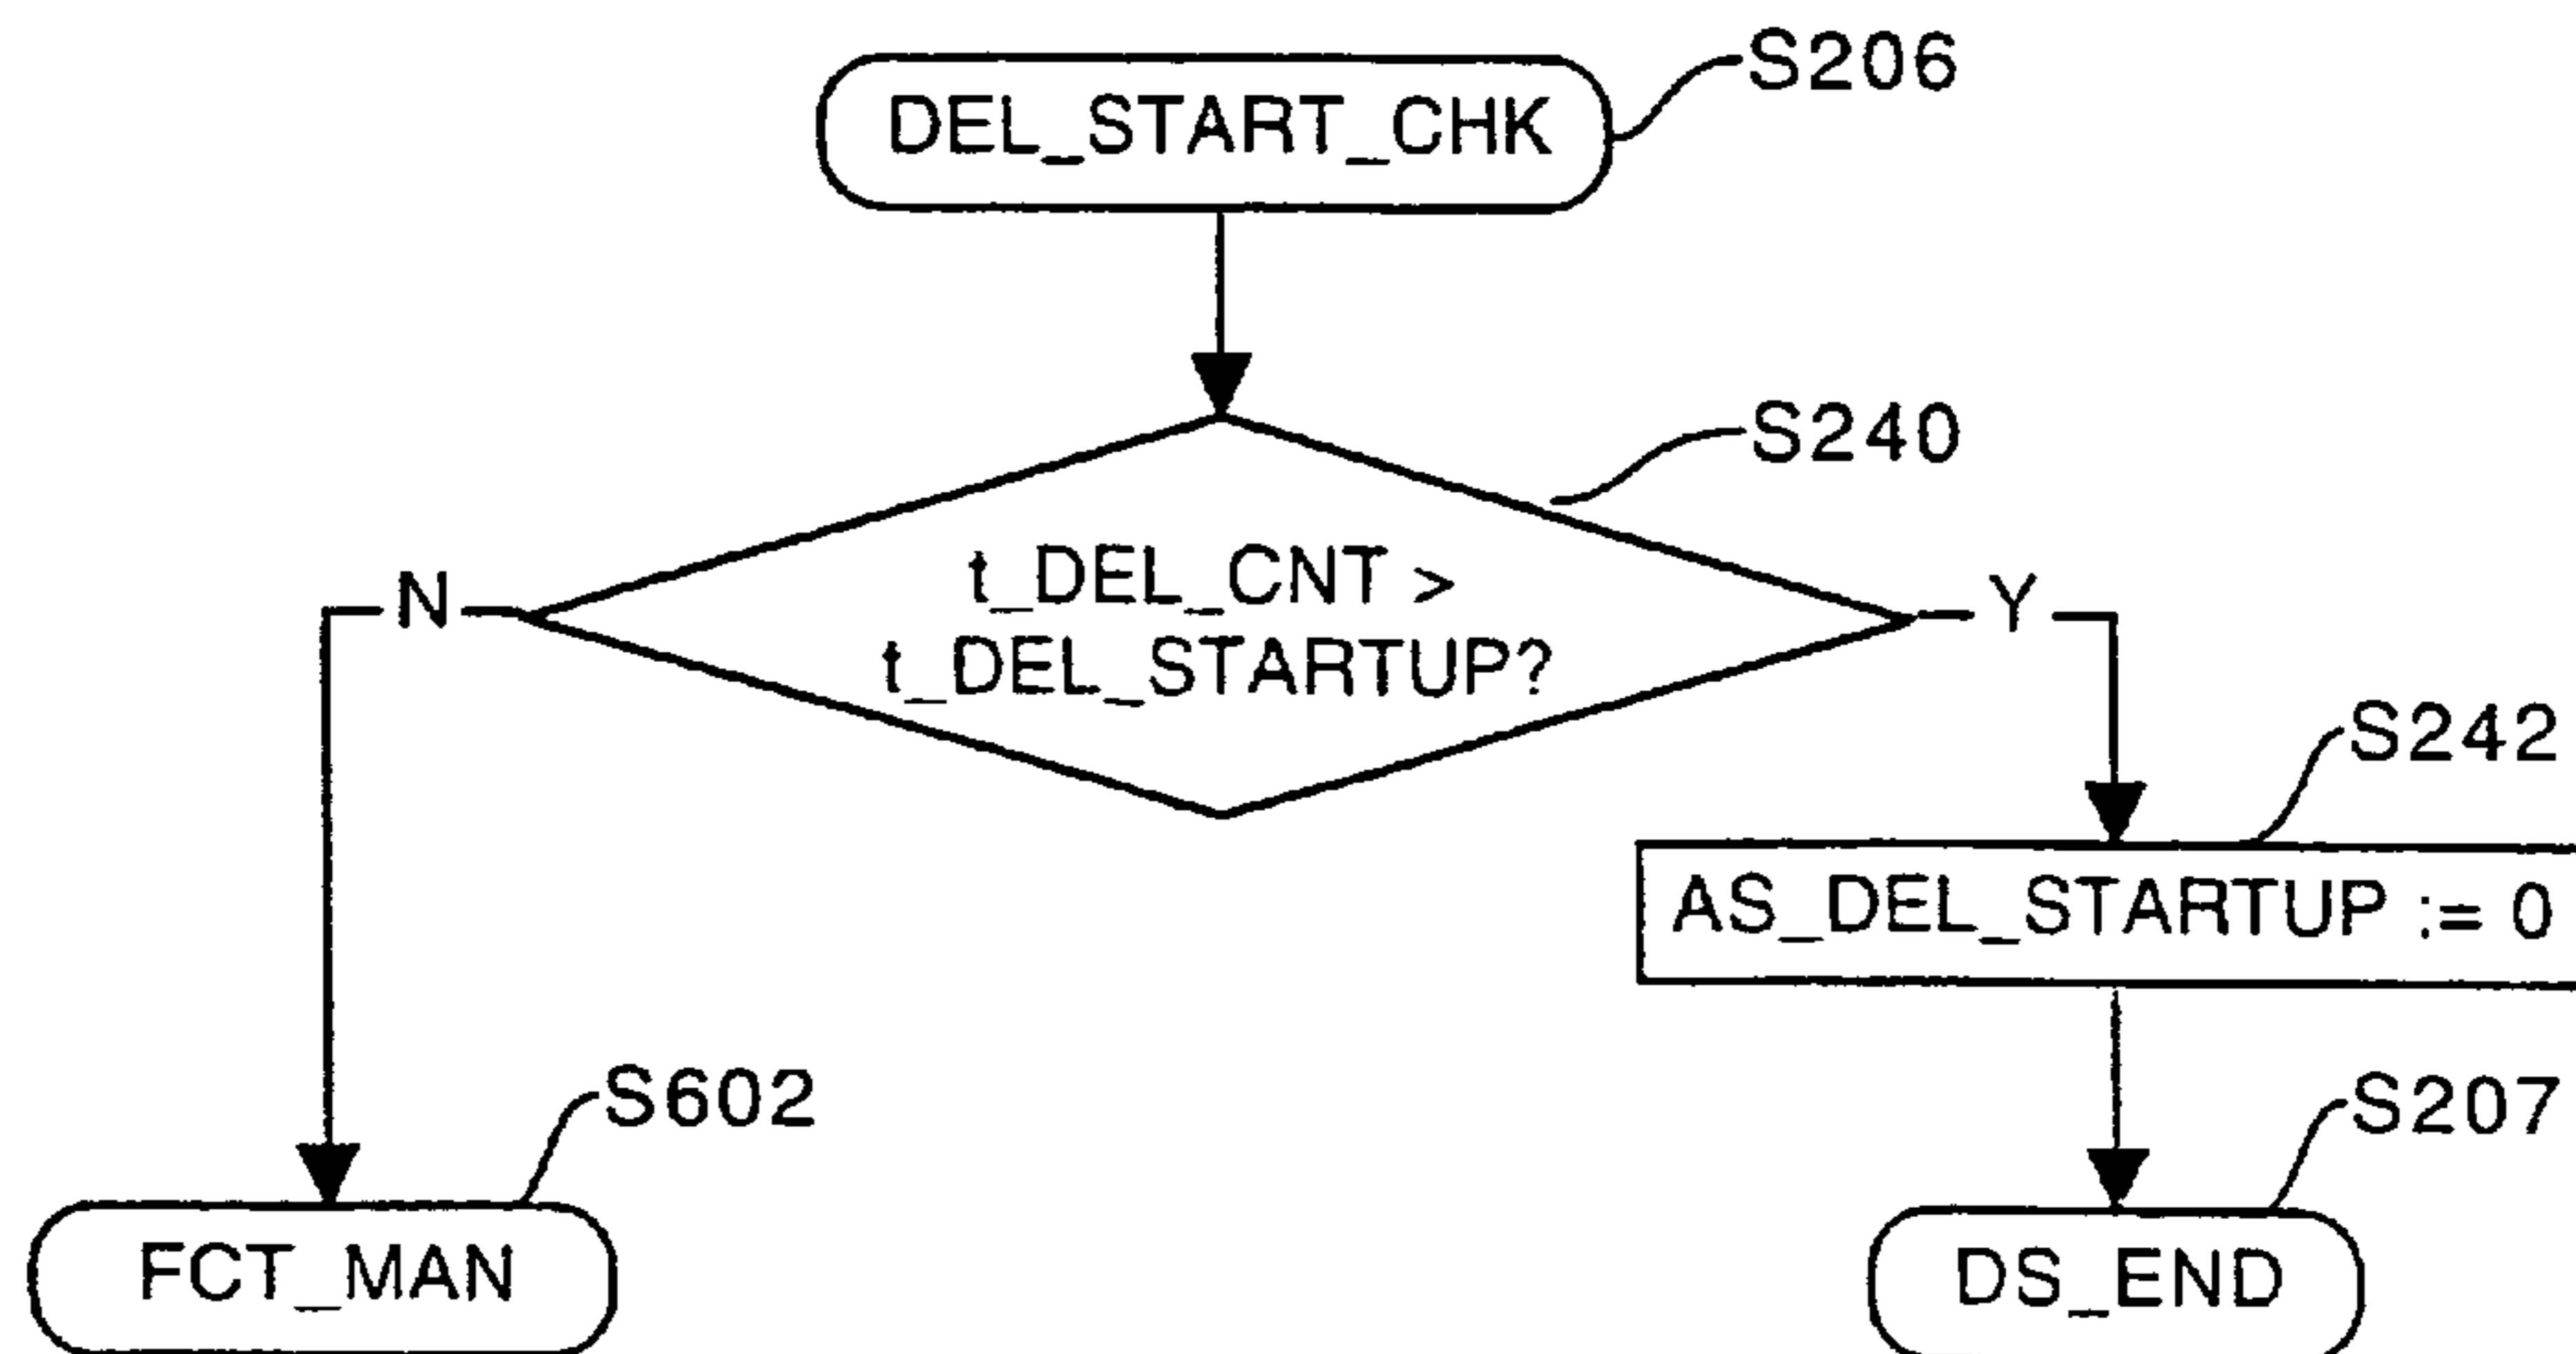 S206
DEL_START_CHK
S240
t_DEL_CNT >
t_DEL_STARTUP?
N
Y
S242
AS_DEL_STARTUP := 0
S602
S207
FCT_MAN
DS_END